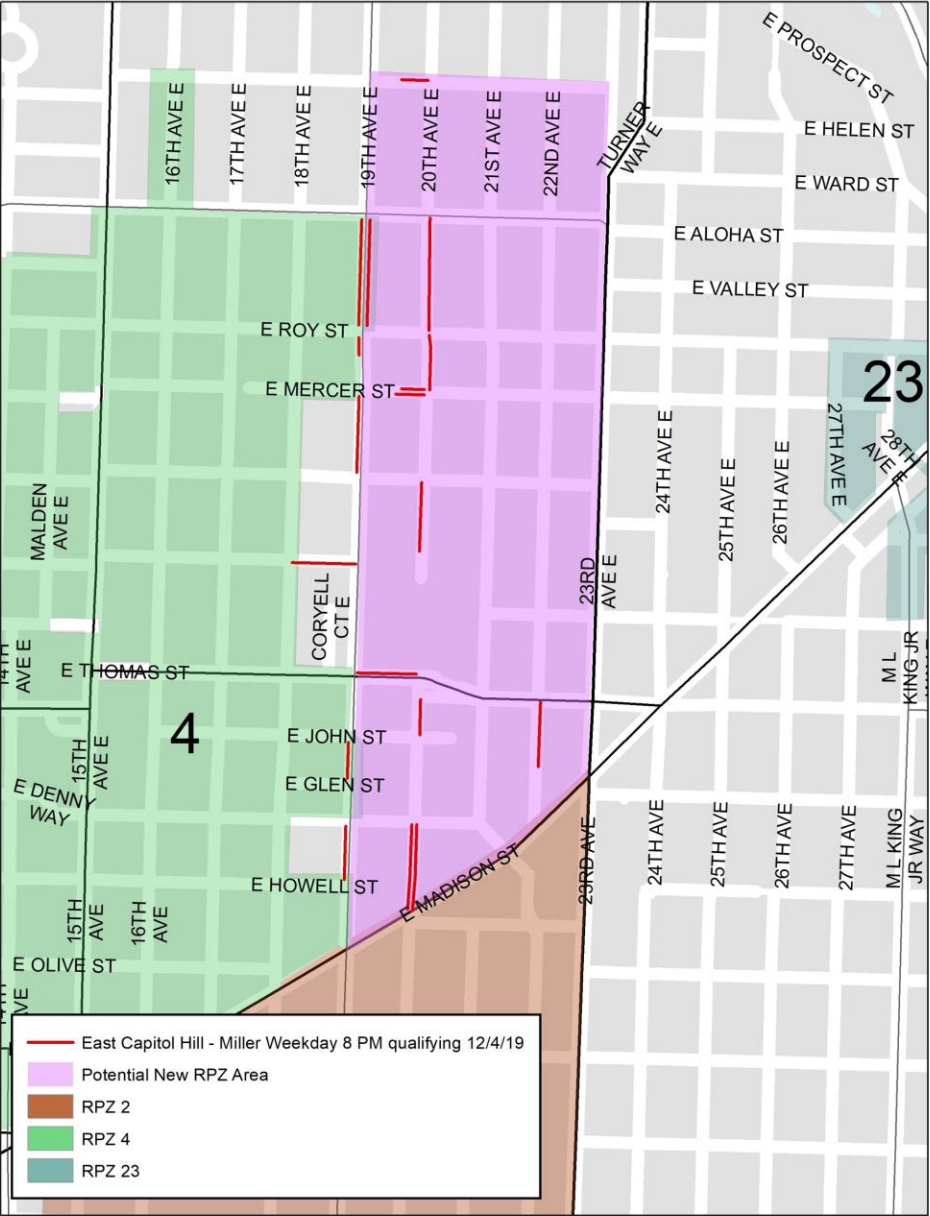 E PROSPECT ST
E HELEN ST
E WARD ST
16TH AVE E
17TH AVE E
18TH AVE E
19TH AVE E
20TH AVE E
21ST AVE E
22ND AVE E
TURNER
WAY E
E ALOHA ST
E VALLEY ST
E ROY ST
E MERCER ST
23
27TH AVE E
28TH
AVE E
24TH AVE E
25TH AVE E
26TH AVE E
MALDEN
AVE E
CORYELL
CT E
23RD
AVE E
14TH
AVE E
E THOMAS ST
M L
KING JR
4
15TH
AVE E
E JOHN ST
E GLEN ST
E DENNY
WAY
E HOWELL ST
E MADISON ST
23RD AVE
24TH AVE
25TH AVE
26TH AVE
27TH AVE
M L KING
JR WAY
15TH
AVE
16TH
AVE
E OLIVE ST
AVE
East Capitol Hill - Miller Weekday 8 PM qualifying 12/4/19
Potential New RPZ Area
RPZ 2
RPZ 4
RPZ 23